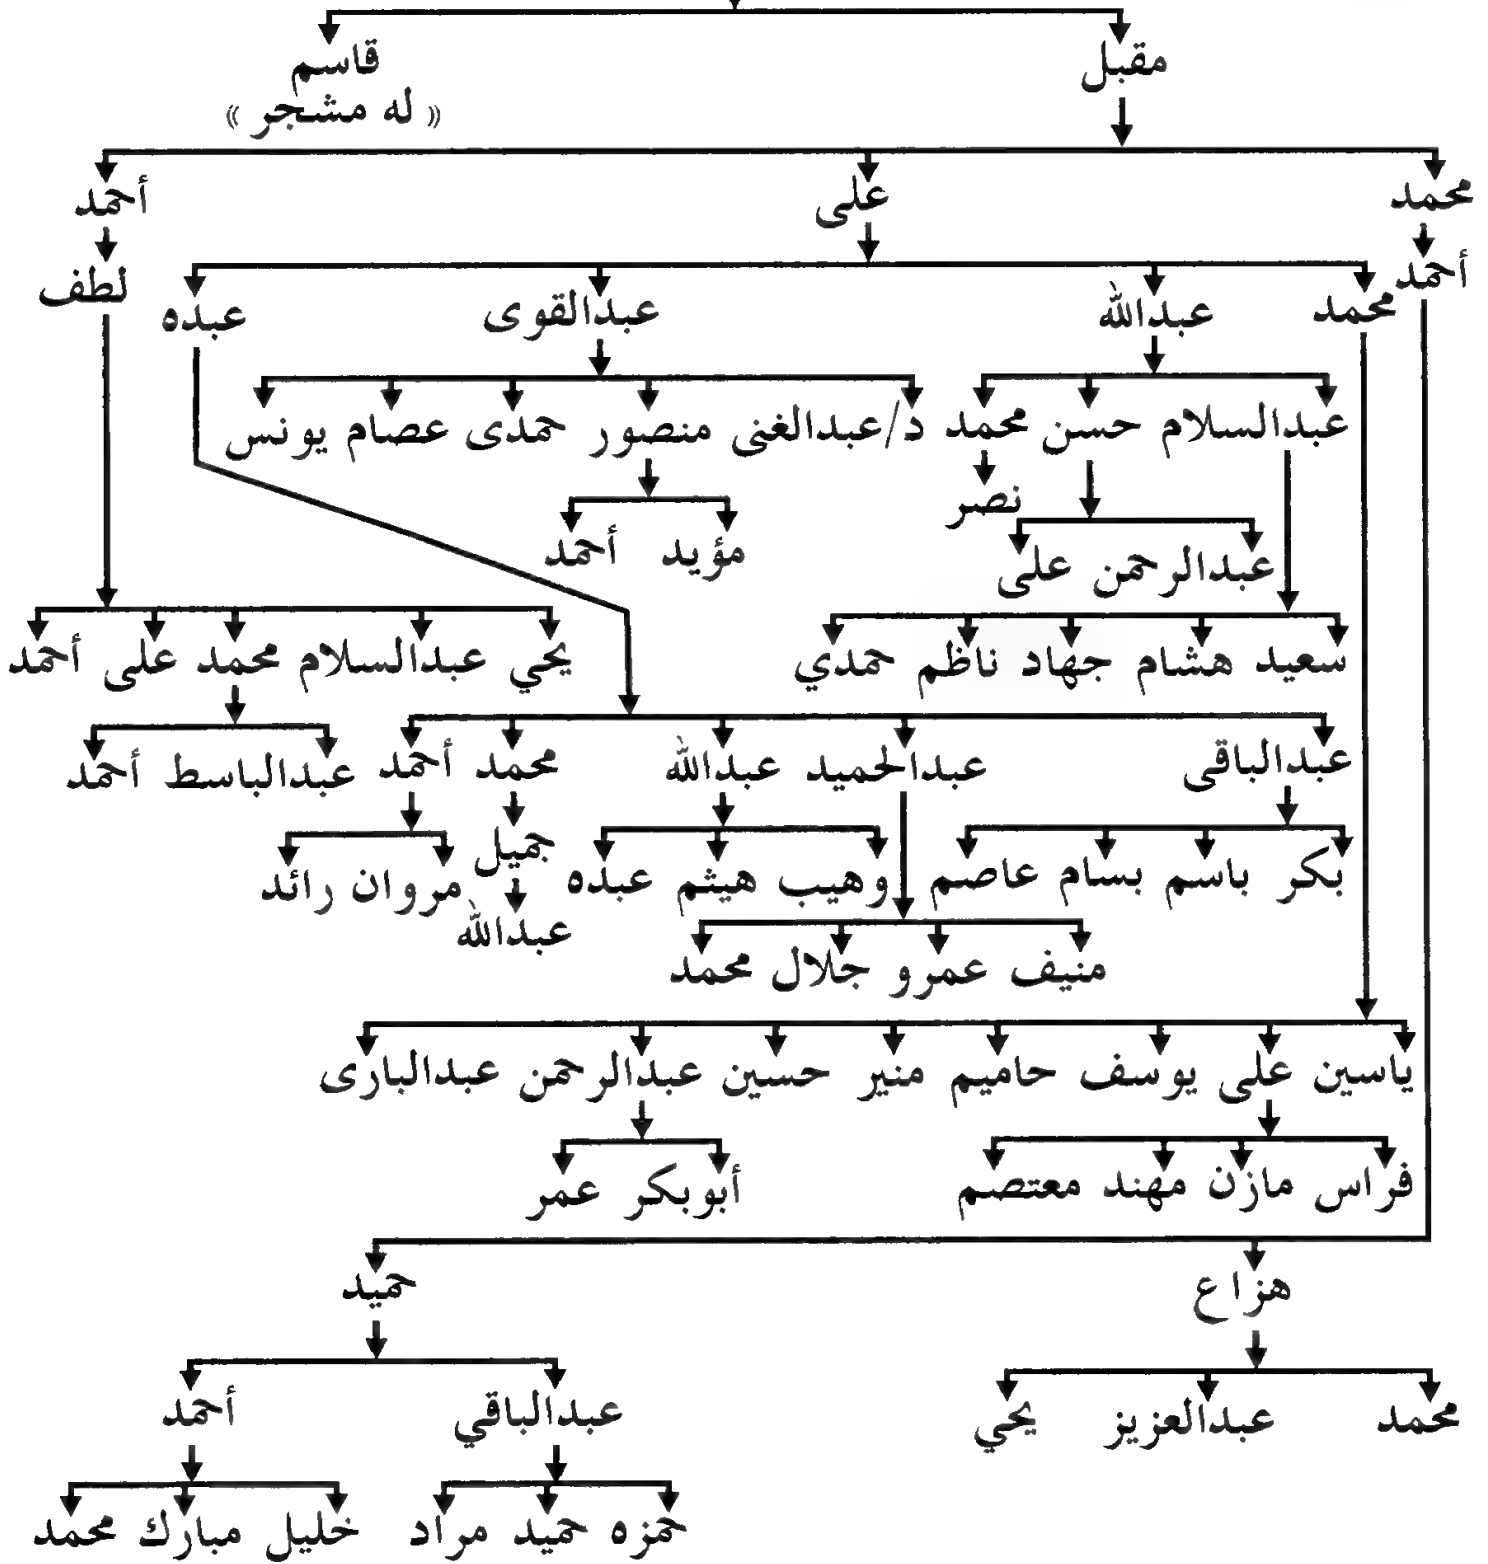 مقبل قاسم
« له مشجر »
محمد على أحمد
أحمد لطف
محمد عبدالله عبدالقوى عبده
عبدالسلام حسن محمد د/عبدالغنى منصور حمدى عصام يونس
نصر
مؤيد أحمد
عبدالرحمن على
سعيد هشام جهاد ناظم حمدي يحي عبدالسلام محمد على أحمد
عبدالباقى عبدالحميد عبدالله محمد أحمد عبدالباسط أحمد
جميل
بكر باسم بسام عاصم وهيب هيثم عبده مروان رائد
عبدالله
منيف عمرو جلال محمد
ياسين على يوسف حاميم منير حسين عبدالرحمن عبدالبارى
فراس مازن مهند معتصم أبوبكر عمر
هزاع حميد
محمد عبدالعزيز يحي عبدالباقي أحمد
حمزه حميد مراد خليل مبارك محمد